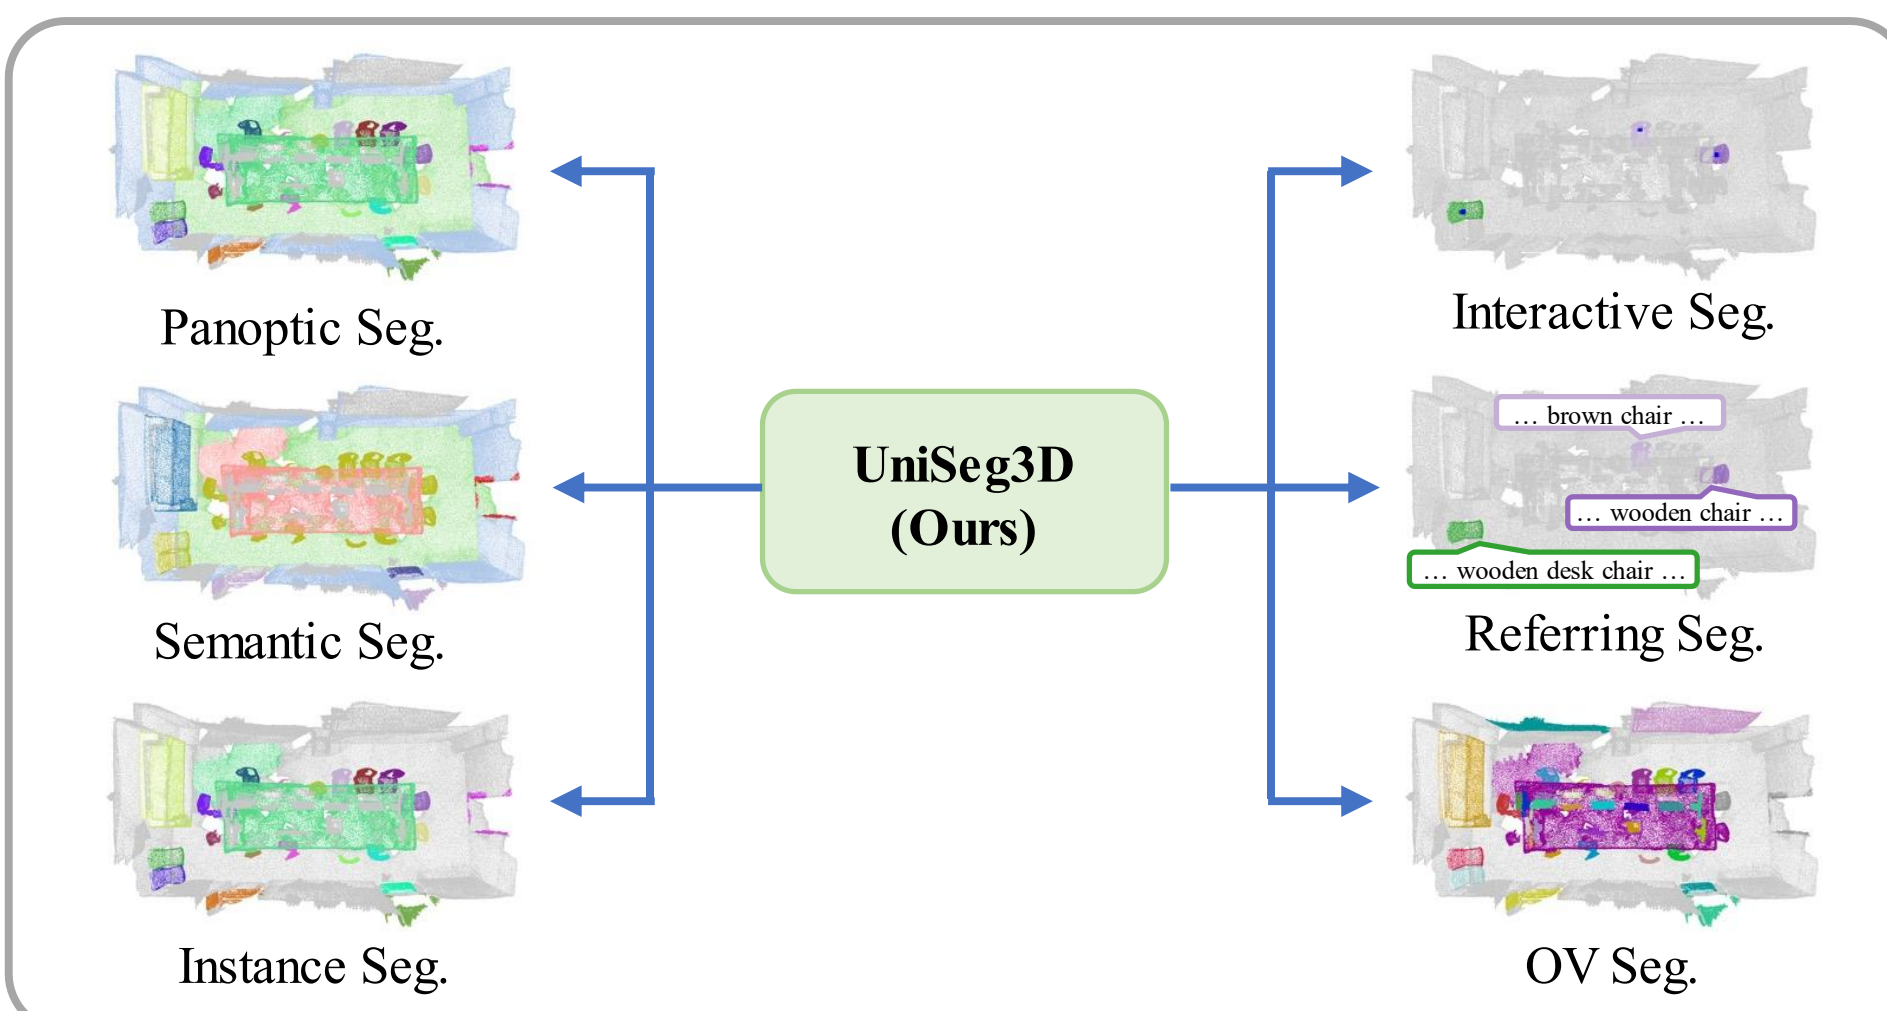 Panoptic Seg.
Semantic Seg.
Instance Seg.
UniSeg3D
(Ours)
Interactive Seg.
... brown chair ...
... wooden chair ...
... wooden desk chair ...
Referring Seg.
OV Seg.